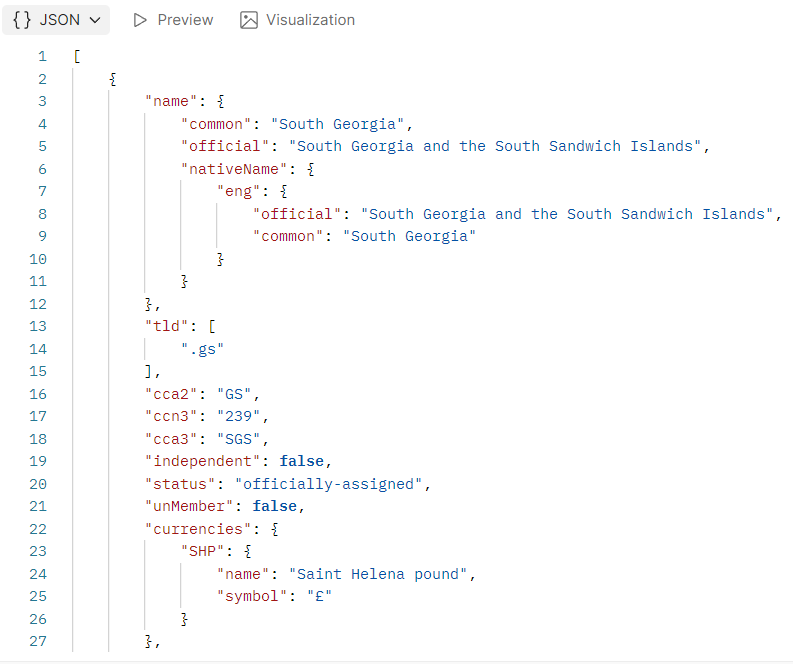 {} JSON Preview Visualization
1 [
2 {
3 "name": {
4 "common": "South Georgia",
5 "official": "South Georgia and the South Sandwich Islands",
6 "nativeName": {
7 "eng": {
8 "official": "South Georgia and the South Sandwich Islands",
9 "common": "South Georgia"
10 }
11 }
12 },
13 "tld": [
14 ".gs"
15 ],
16 "cca2": "GS",
17 "ccn3": "239",
18 "cca3": "SGS",
19 "independent": false,
20 "status": "officially-assigned",
21 "unMember": false,
22 "currencies": {
23 "SHP": {
24 "name": "Saint Helena pound",
25 "symbol": "£"
26 }
27 },